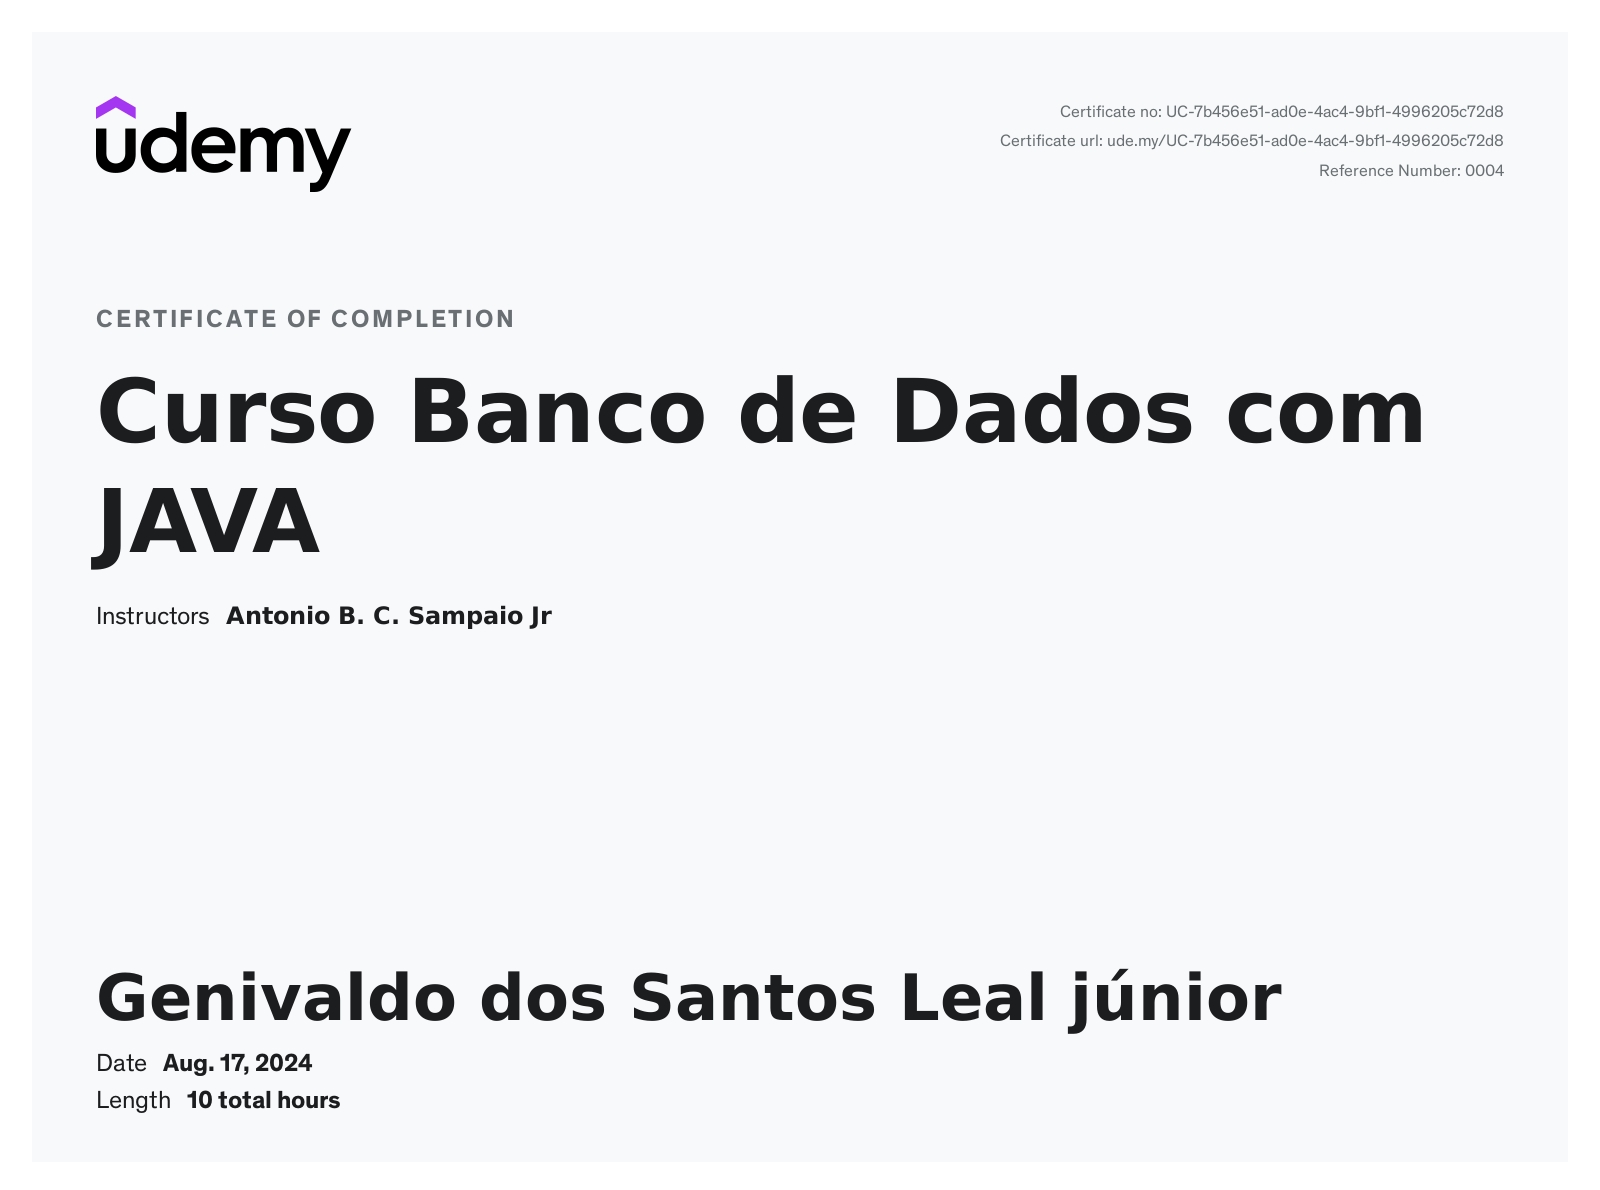 udemy
Certificate no: UC-7b456e51-ad0e-4ac4-9bf1-4996205c72d8
Certificate url: ude.my/UC-7b456e51-ad0e-4ac4-9bf1-4996205c72d8
Reference Number: 0004
CERTIFICATE OF COMPLETION
Curso Banco de Dados com
JAVA
Instructors Antonio B. C. Sampaio Jr
Genivaldo dos Santos Leal júnior
Date Aug. 17, 2024
Length 10 total hours